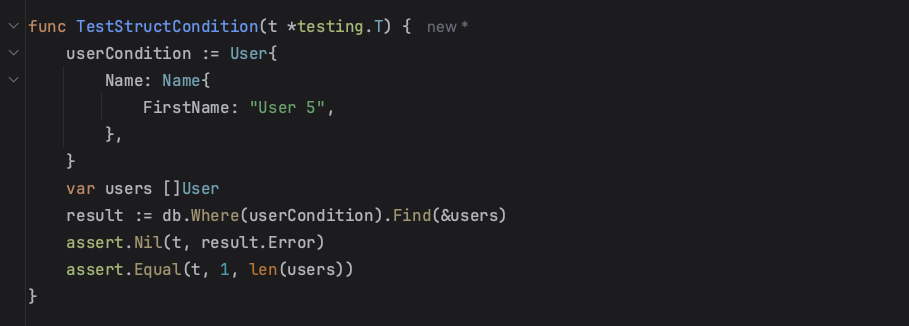 func TestStructCondition(t *testing.T) { new *
    userCondition := User{
        Name: Name{
            FirstName: "User 5",
        },
    }
    var users []User
    result := db.Where(userCondition).Find(&users)
    assert.Nil(t, result.Error)
    assert.Equal(t, 1, len(users))
}